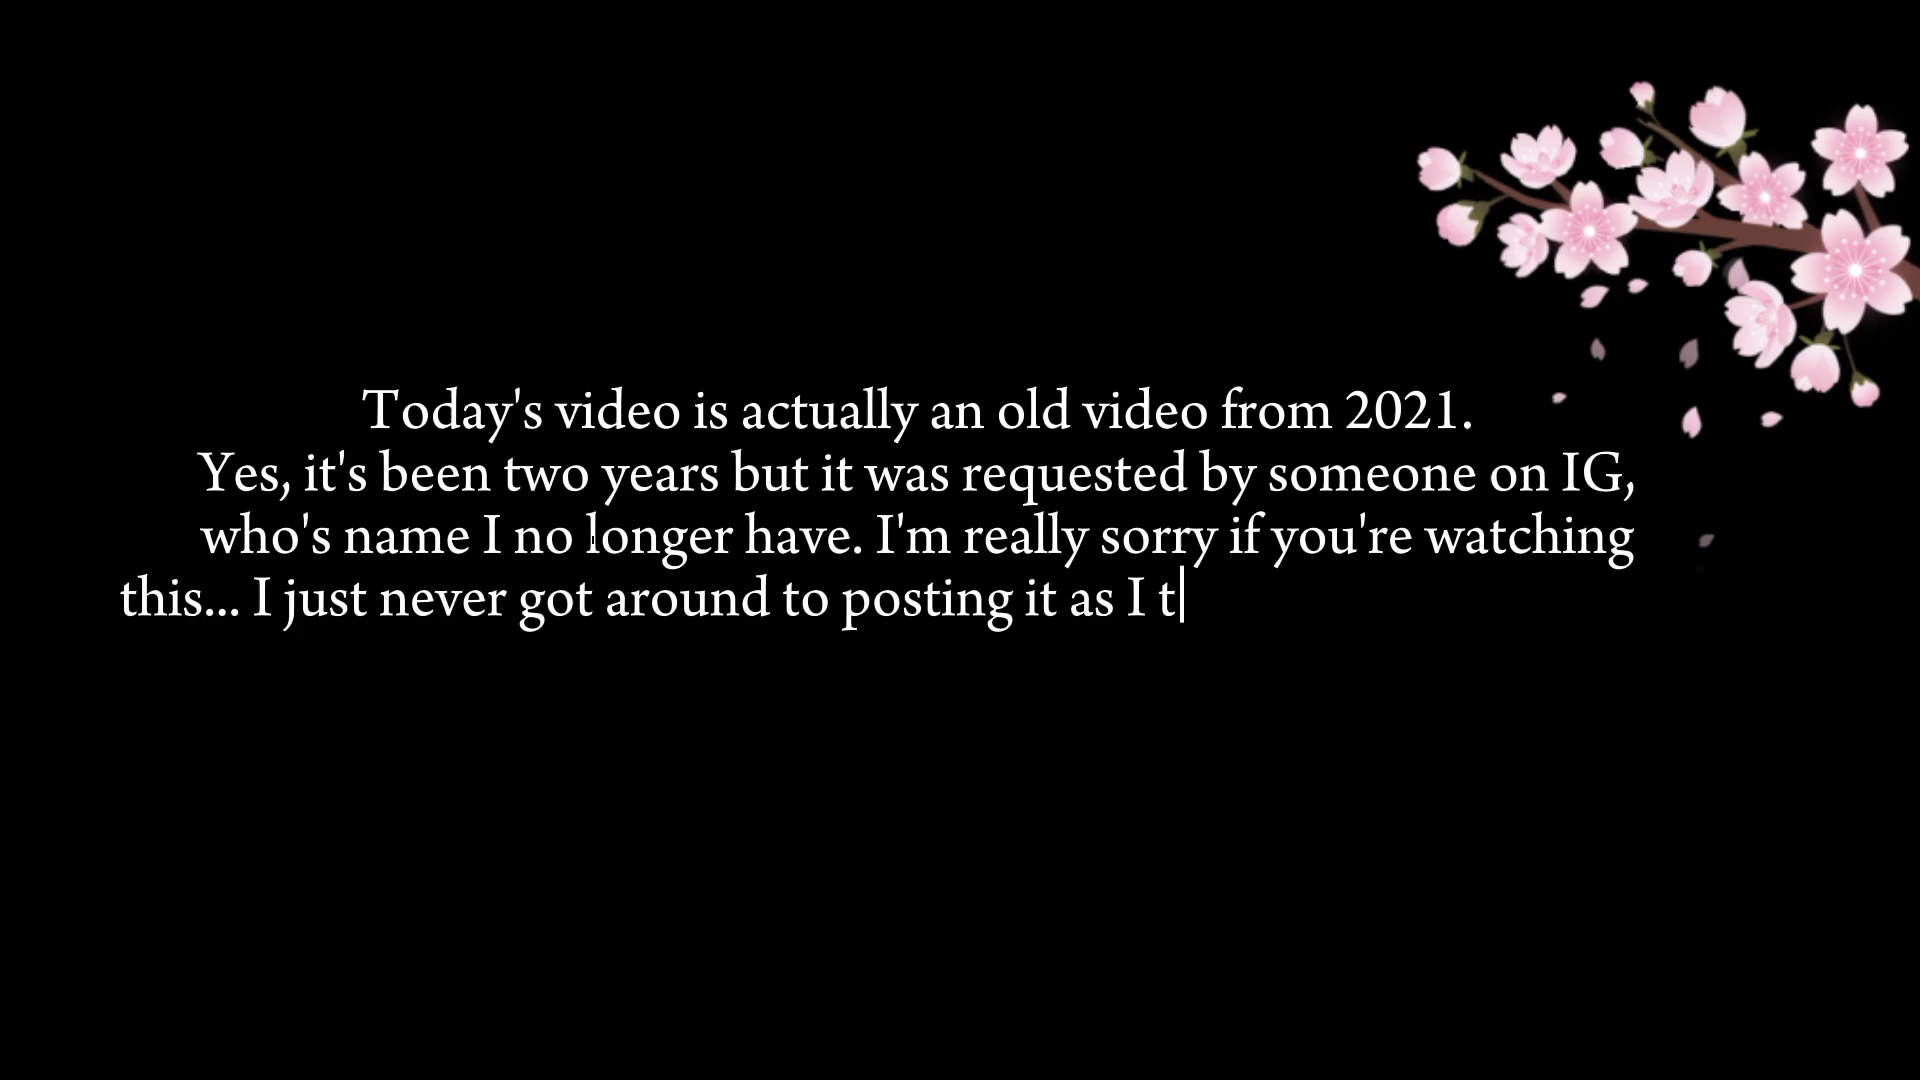 Today's video is actually an old video from 2021.
Yes, it's been two years but it was requested by someone on IG,
who's name I no longer have. I'm really sorry if you're watching
this... I just never got around to posting it as I t